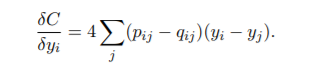 δC/δy_i = 4 ∑_j (p_ij − q_ij)(y_i − y_j).